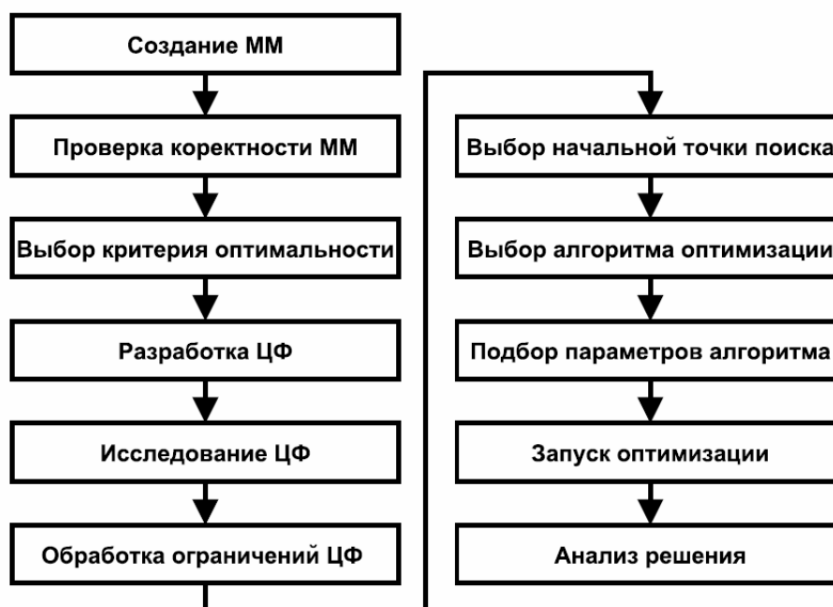 Создание ММ
Проверка коректности ММ
Выбор критерия оптимальности
Разработка ЦФ
Исследование ЦФ
Обработка ограничений ЦФ
Выбор начальной точки поиска
Выбор алгоритма оптимизации
Подбор параметров алгоритма
Запуск оптимизации
Анализ решения